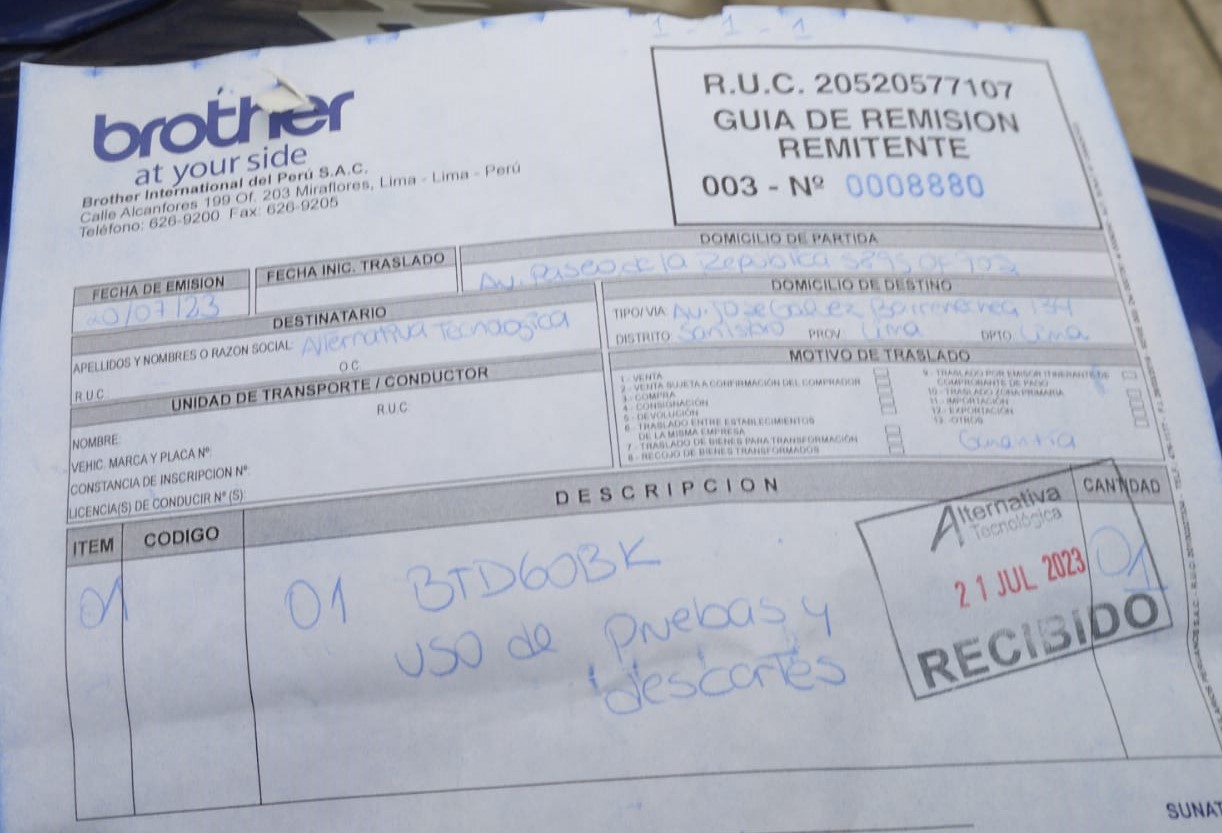 1 - 1 - 1
brother
at your side
Brother International del Perú S.A.C.
Calle Alcanfores 199 Of. 203 Miraflores, Lima - Lima - Perú
Teléfono: 626-9200 Fax: 626-9205
R.U.C. 20520577107
GUIA DE REMISION
REMITENTE
003 - Nº 0008880
FECHA DE EMISION
20/07/23
FECHA INIC. TRASLADO
DOMICILIO DE PARTIDA
Av. Paseo de la Republica 5895 OF 702
DESTINATARIO
APELLIDOS Y NOMBRES O RAZON SOCIAL: Alternativa Tecnologica
R.U.C. O.C.
DOMICILIO DE DESTINO
TIPO/VIA: Av. Jose Galvez Barrenechea 134
DISTRITO: San isidro PROV. Lima DPTO. Lima
UNIDAD DE TRANSPORTE / CONDUCTOR
R.U.C.
NOMBRE:
VEHIC. MARCA Y PLACA Nº:
CONSTANCIA DE INSCRIPCION Nº:
LICENCIA(S) DE CONDUCIR Nº (S):
MOTIVO DE TRASLADO
1 - VENTA
2 - VENTA SUJETA A CONFIRMACIÓN DEL COMPRADOR
3 - COMPRA
4 - CONSIGNACIÓN
5 - DEVOLUCIÓN
6 - TRASLADO ENTRE ESTABLECIMIENTOS
DE LA MISMA EMPRESA
7 - TRASLADO DE BIENES PARA TRANSFORMACIÓN
8 - RECOJO DE BIENES TRANSFORMADOS
9 - TRASLADO POR EMISOR ITINERANTE DE
COMPROBANTE DE PAGO
10 - TRASLADO ZONA PRIMARIA
11 - IMPORTACIÓN
12 - EXPORTACIÓN
13 - OTROS
Garantia
ITEM CODIGO DESCRIPCION CANTIDAD
01 01 BTD60BK 01
uso de Pruebas y
descartes
Alternativa
Tecnológica
21 JUL 2023
RECIBIDO
SUNAT